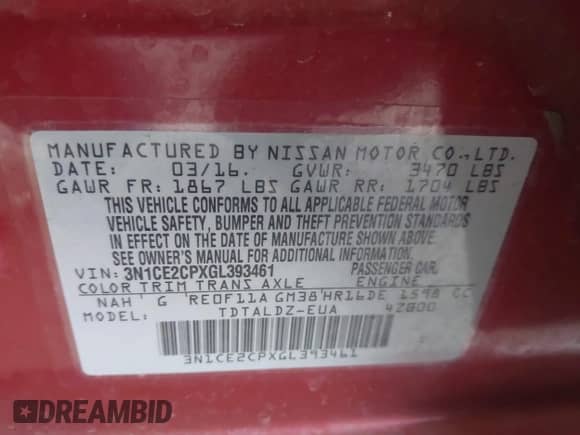 MANUFACTURED BY NISSAN MOTOR CO.,LTD.
DATE: 03/16. GVWR: 3470 LBS
GAWR FR: 1867 LBS GAWR RR: 1704 LBS
THIS VEHICLE CONFORMS TO ALL APPLICABLE FEDERAL MOTOR
VEHICLE SAFETY, BUMPER AND THEFT PREVENTION STANDARDS
IN EFFECT ON THE DATE OF MANUFACTURE SHOWN ABOVE.
SEE OWNER'S MANUAL FOR ADDITIONAL INFORMATION.
VIN: 3N1CE2CPXGL393461 PASSENGER CAR
COLOR TRIM TRANS AXLE ENGINE
NAH G RE0F11A GM38 HR16DE 1598 CC
MODEL: TDTALDZ-EUA 4Z800
3N1CE2CPXGL393461
DREAMBID